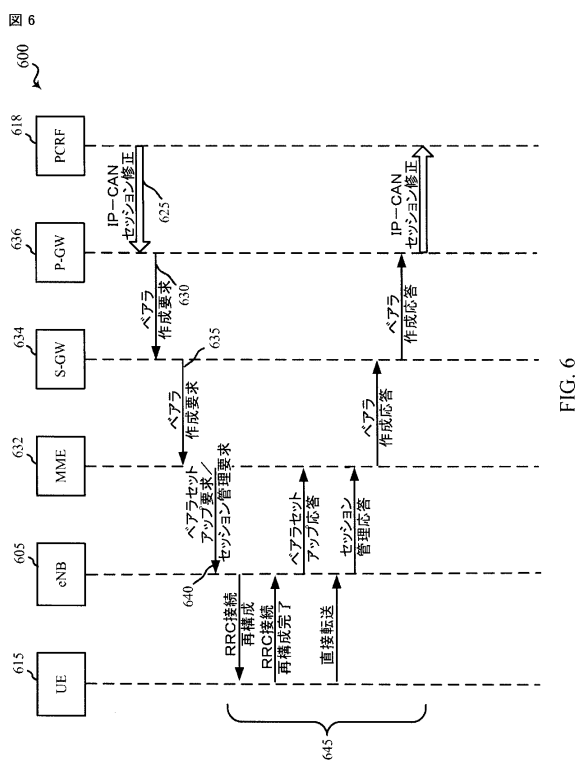 図 6
600
615
605
632
634
636
618
UE
eNB
MME
S-GW
P-GW
PCRF
IP－CAN
セッション修正
625
ベアラ
作成要求
630
ベアラ
作成要求
635
ベアラセット
アップ要求／
セッション管理要求
640
RRC接続
再構成
RRC接続
再構成完了
ベアラセット
アップ応答
直接転送
セッション
管理応答
ベアラ
作成応答
ベアラ
作成応答
IP－CAN
セッション修正
645
FIG. 6